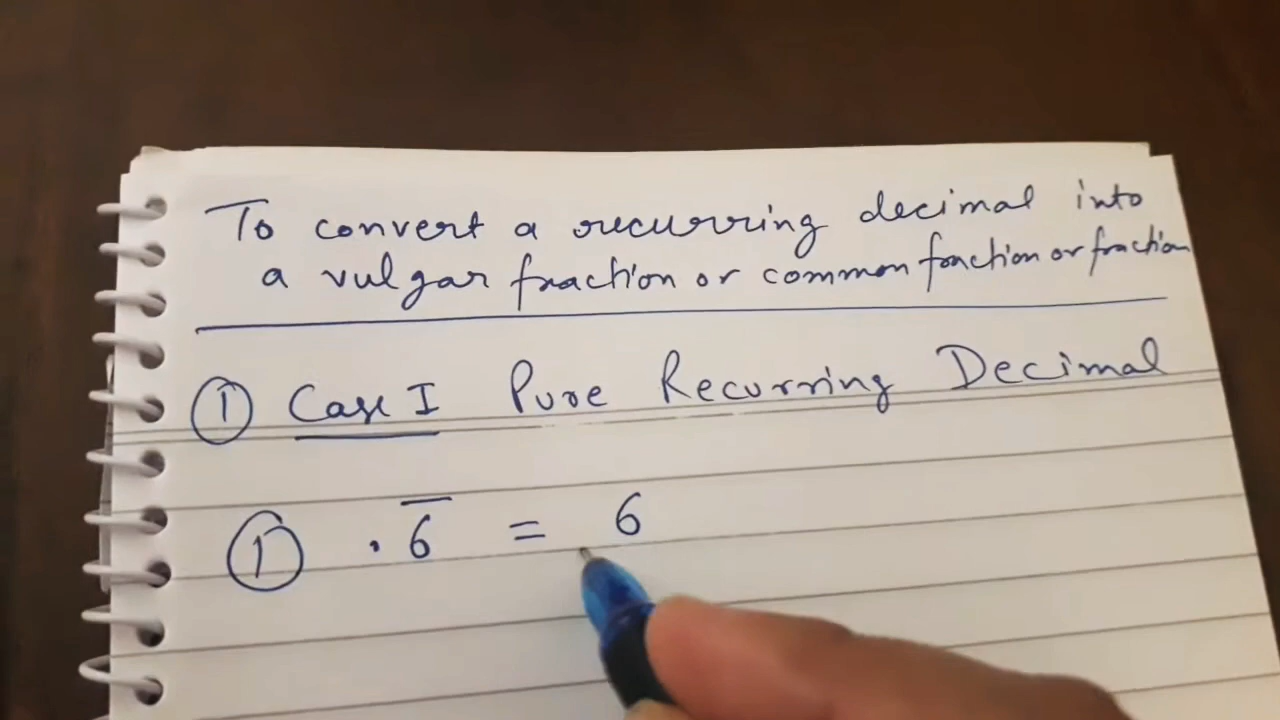 To convert a recurring decimal into
a vulgar fraction or common fraction or fraction
① Case I Pure Recurring Decimal
① .6̅ = 6